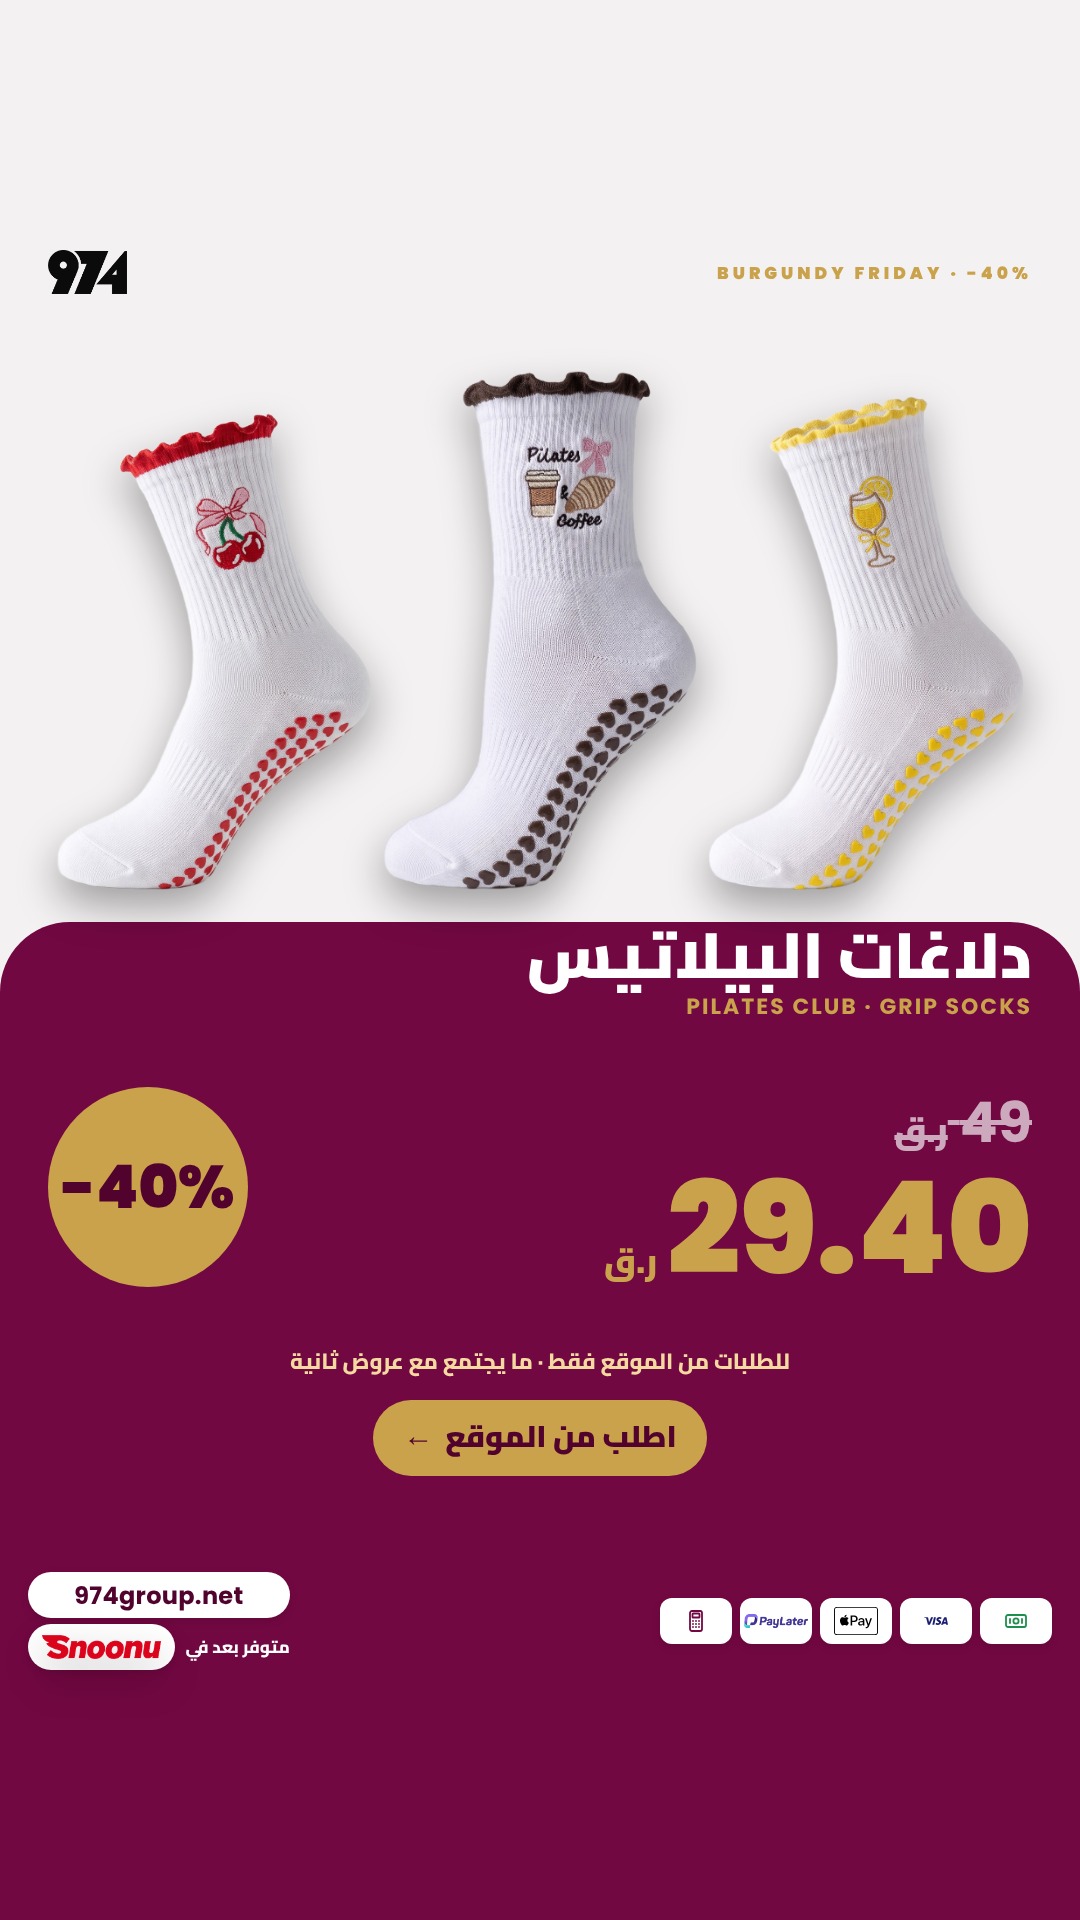 974
BURGUNDY FRIDAY · -40%
Pilates
&
Coffee
دلاغات البيلاتيس
PILATES CLUB · GRIP SOCKS
49 ر.ق
-40%
29.40 ر.ق
للطلبات من الموقع فقط · ما يجتمع مع عروض ثانية
اطلب من الموقع ←
974group.net
متوفر بعد في Snoonu
PayLater
Pay
VISA